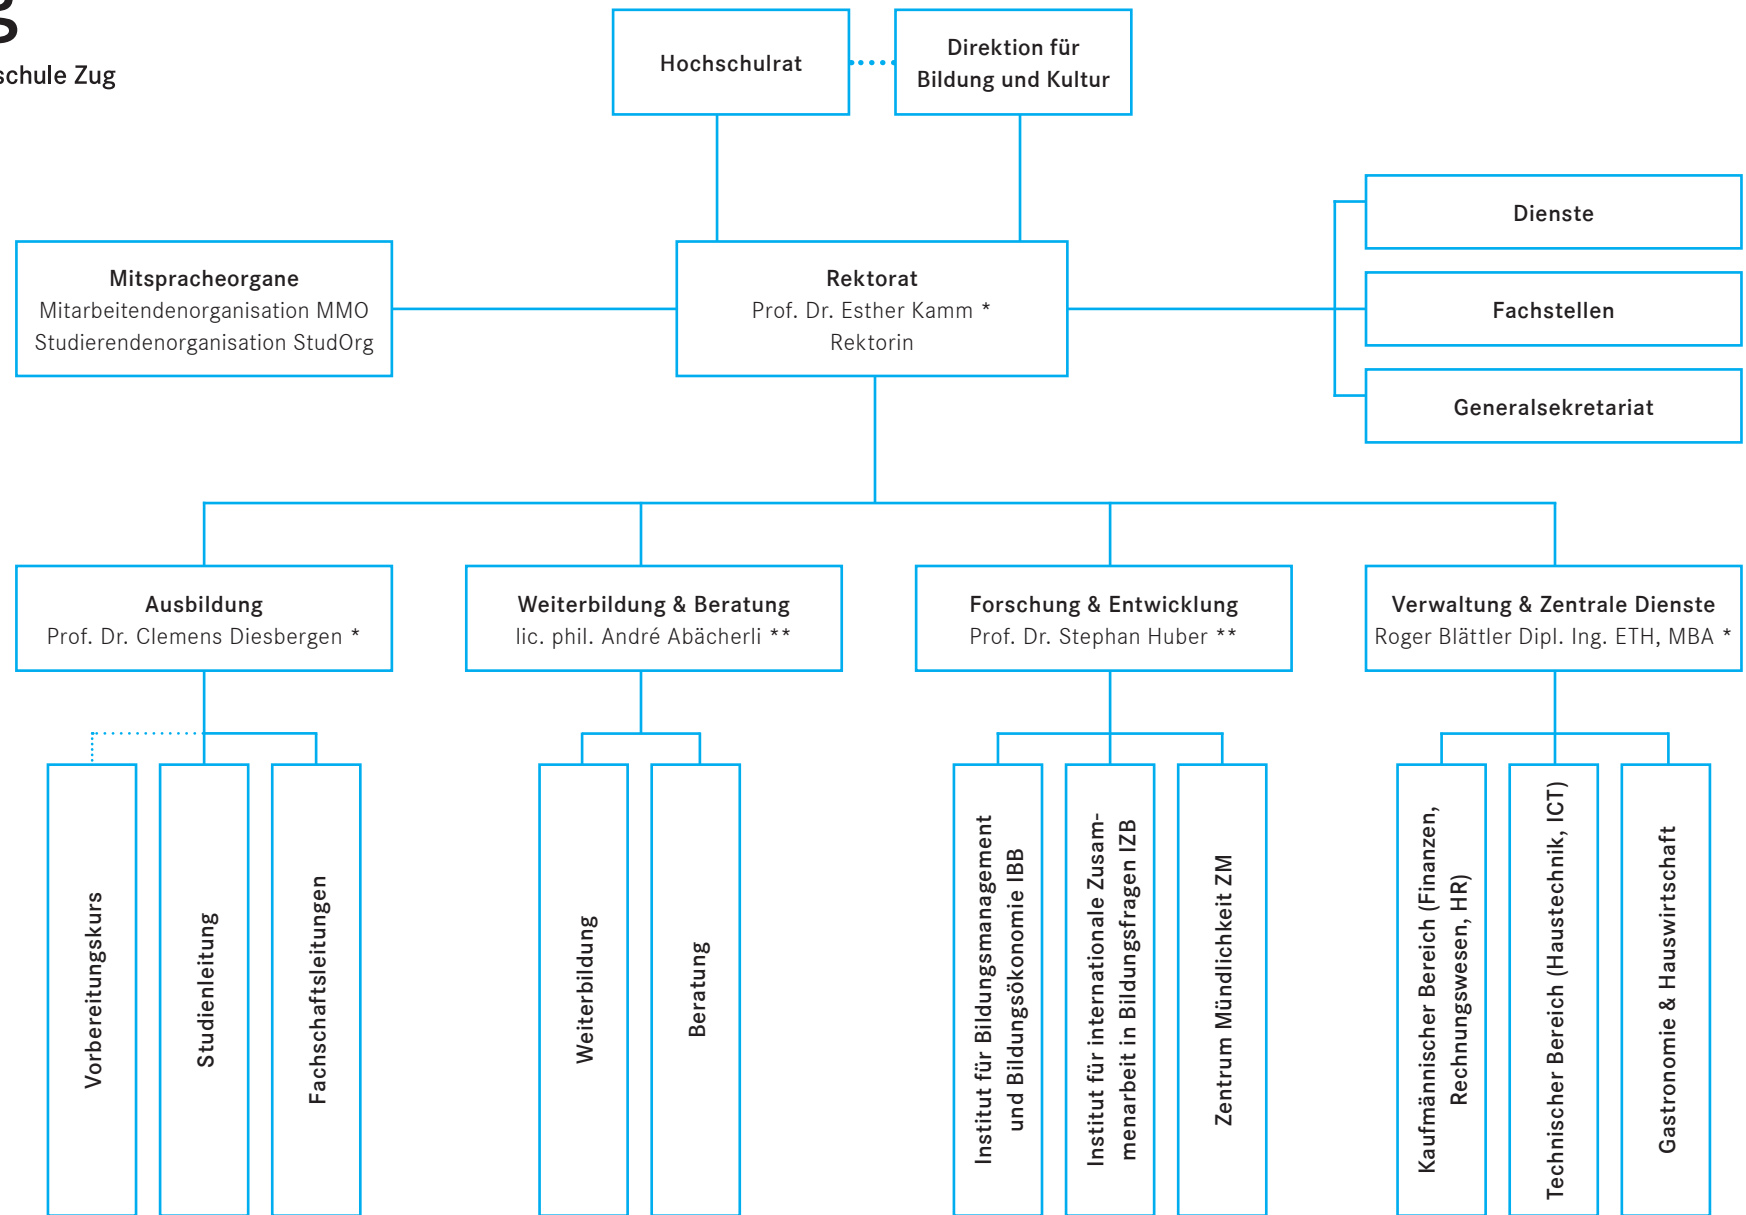 g
schule Zug
Hochschulrat
Direktion für
Bildung und Kultur
Dienste
Mitspracheorgane
Mitarbeitendenorganisation MMO
Studierendenorganisation StudOrg
Rektorat
Prof. Dr. Esther Kamm *
Rektorin
Fachstellen
Generalsekretariat
Ausbildung
Prof. Dr. Clemens Diesbergen *
Weiterbildung & Beratung
lic. phil. André Abächerli **
Forschung & Entwicklung
Prof. Dr. Stephan Huber **
Verwaltung & Zentrale Dienste
Roger Blättler Dipl. Ing. ETH, MBA *
Vorbereitungskurs
Studienleitung
Fachschaftsleitungen
Weiterbildung
Beratung
Institut für Bildungsmanagement
und Bildungsökonomie IBB
Institut für internationale Zusam-
menarbeit in Bildungsfragen IZB
Zentrum Mündlichkeit ZM
Kaufmännischer Bereich (Finanzen,
Rechnungswesen, HR)
Technischer Bereich (Haustechnik, ICT)
Gastronomie & Hauswirtschaft